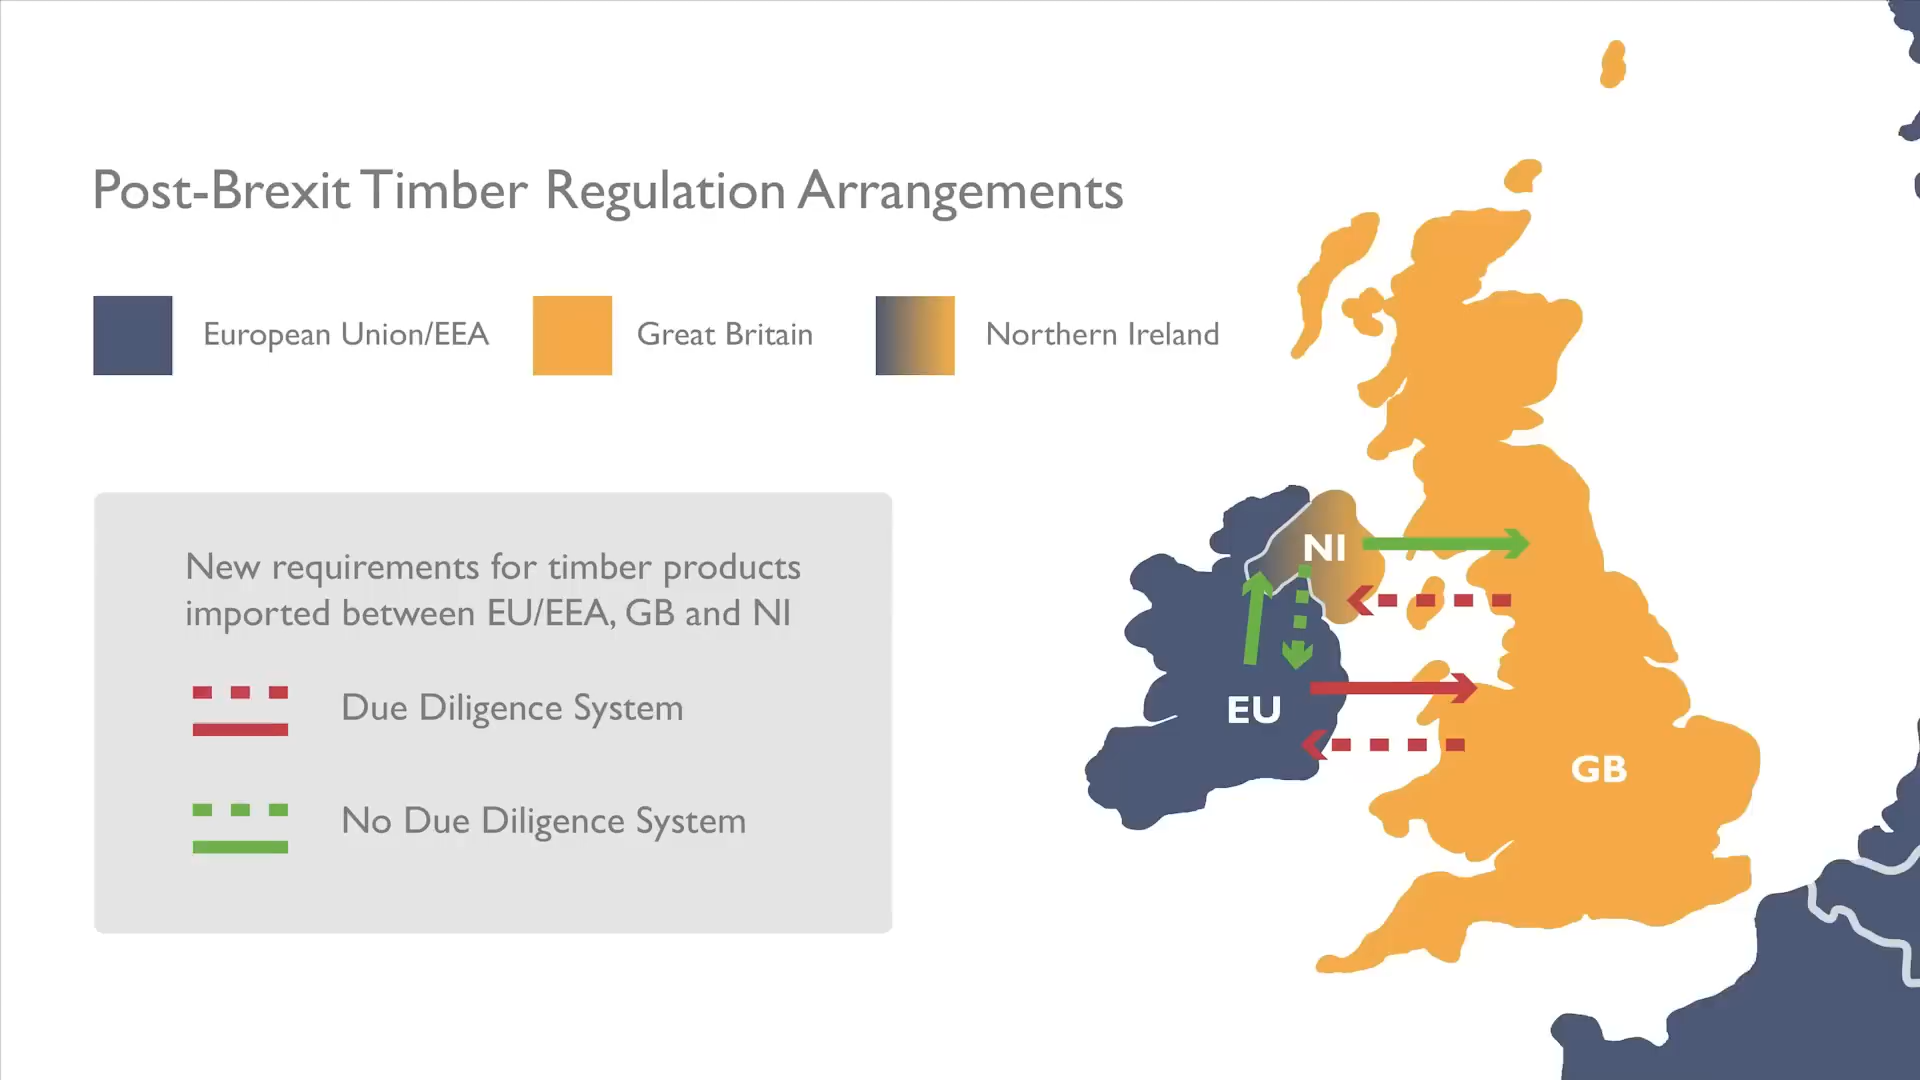 Post-Brexit Timber Regulation Arrangements
European Union/EEA
Great Britain
Northern Ireland
New requirements for timber products
imported between EU/EEA, GB and NI
Due Diligence System
No Due Diligence System
NI
EU
GB